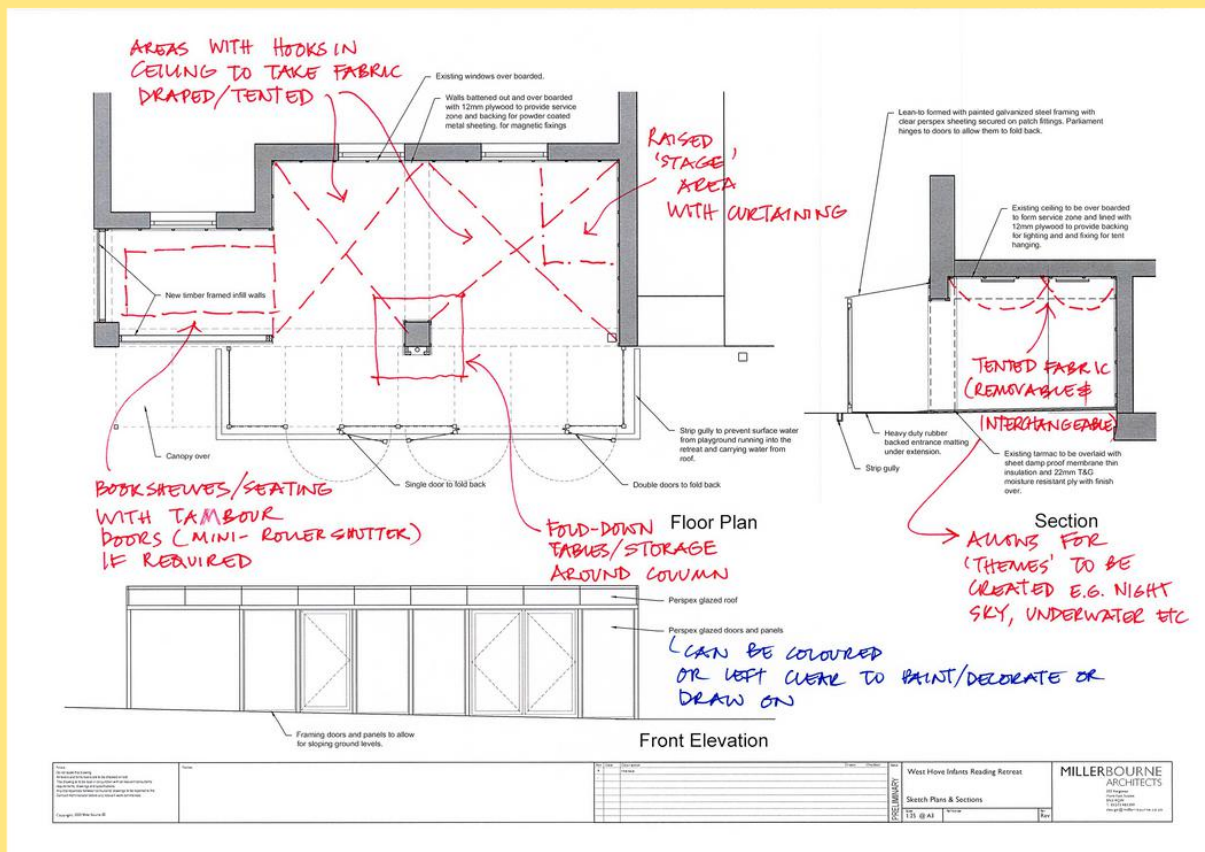 AREAS WITH HOOKS IN
CEILING TO TAKE FABRIC
DRAPED/TENTED
Existing windows over boarded.
Walls battened out and over boarded
with 12mm plywood to provide service
zone and backing for powder coated
metal sheeting. for magnetic fixings
RAISED
'STAGE'
AREA
WITH CURTAINING
Lean-to formed with painted galvanized steel framing with
clear perspex sheeting secured on patch fittings. Parliament
hinges to doors to allow them to fold back.
Existing ceiling to be over boarded
to form service zone and lined with
12mm plywood to provide backing
for lighting and and fixing for tent
hanging.
New timber framed infill walls
TENTED FABRIC
(REMOVABLE &
INTERCHANGEABLE)
Canopy over
Single door to fold back
Double doors to fold back
Strip gully to prevent surface water
from playground running into the
retreat and carrying water from
roof.
Heavy duty rubber
backed entrance matting
under extension.
Strip gully
Existing tarmac to be overlaid with
sheet damp proof membrane thin
insulation and 22mm T&G
moisture resistant ply with finish
over.
BOOKSHELVES/SEATING
WITH TAMBOUR
DOORS (MINI-ROLLER SHUTTER)
IF REQUIRED
FOLD-DOWN
TABLES/STORAGE
AROUND COLUMN
Floor Plan
Section
ALLOWS FOR
'THEMES' TO BE
CREATED E.G. NIGHT
SKY, UNDERWATER ETC
Perspex glazed roof
Perspex glazed doors and panels
CAN BE COLOURED
OR LEFT CLEAR TO PAINT/DECORATE OR
DRAW ON
Framing doors and panels to allow
for sloping ground levels.
Front Elevation
PRELIMINARY
West Hove Infants Reading Retreat
Sketch Plans & Sections
1:25 @ A3
Rev
MILLERBOURNE
ARCHITECTS